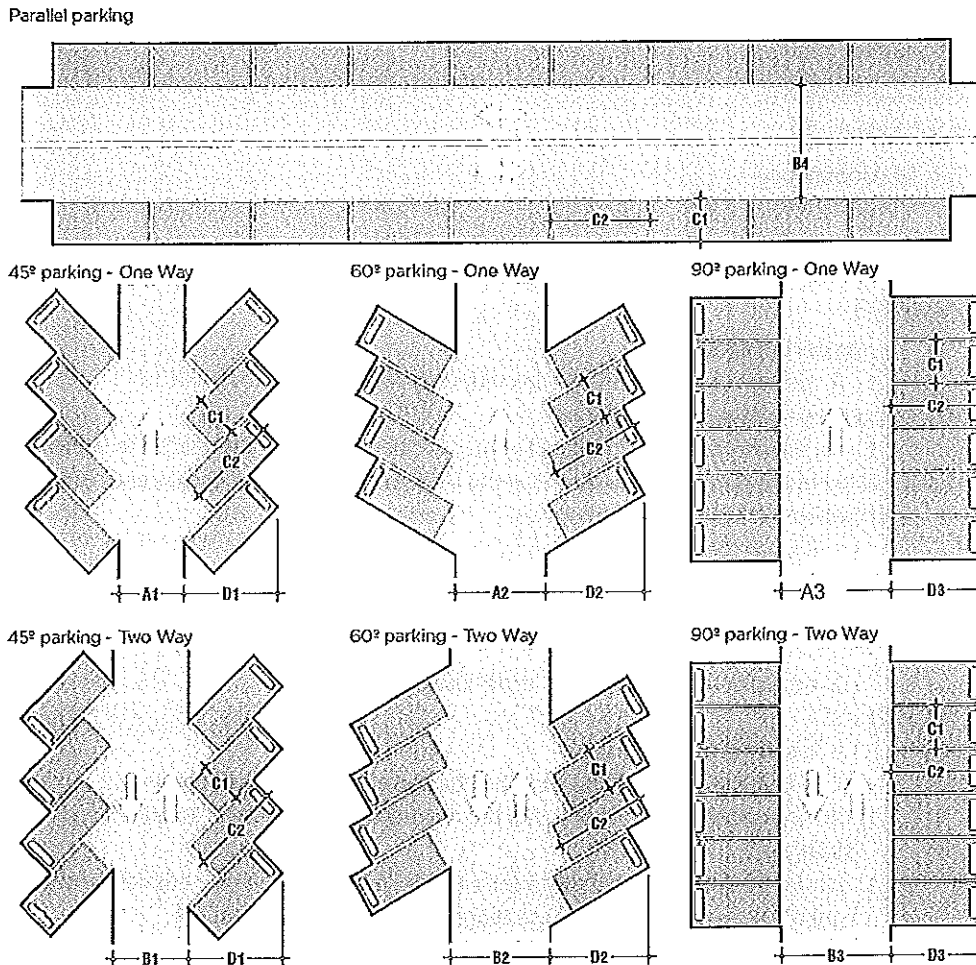 Parallel parking
B4
C2 C1
45º parking - One Way 60º parking - One Way 90º parking - One Way
C1 C1 C1
C2 C2 C2
A1 D1 A2 D2 A3 D3
45º parking - Two Way 60º parking - Two Way 90º parking - Two Way
C1 C1 C1
C2 C2 C2
B1 D1 B2 D2 B3 D3